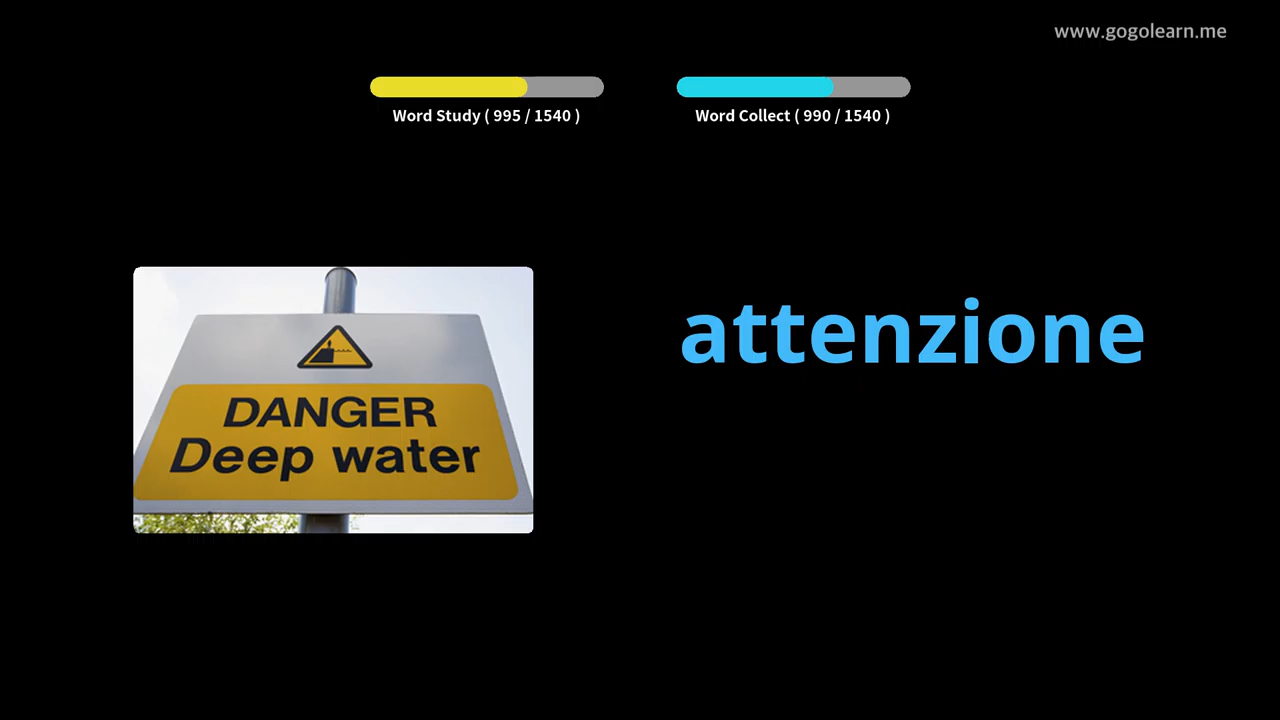 www.gogolearn.me
Word Study ( 995 / 1540 )
Word Collect ( 990 / 1540 )
attenzione
DANGER
Deep water